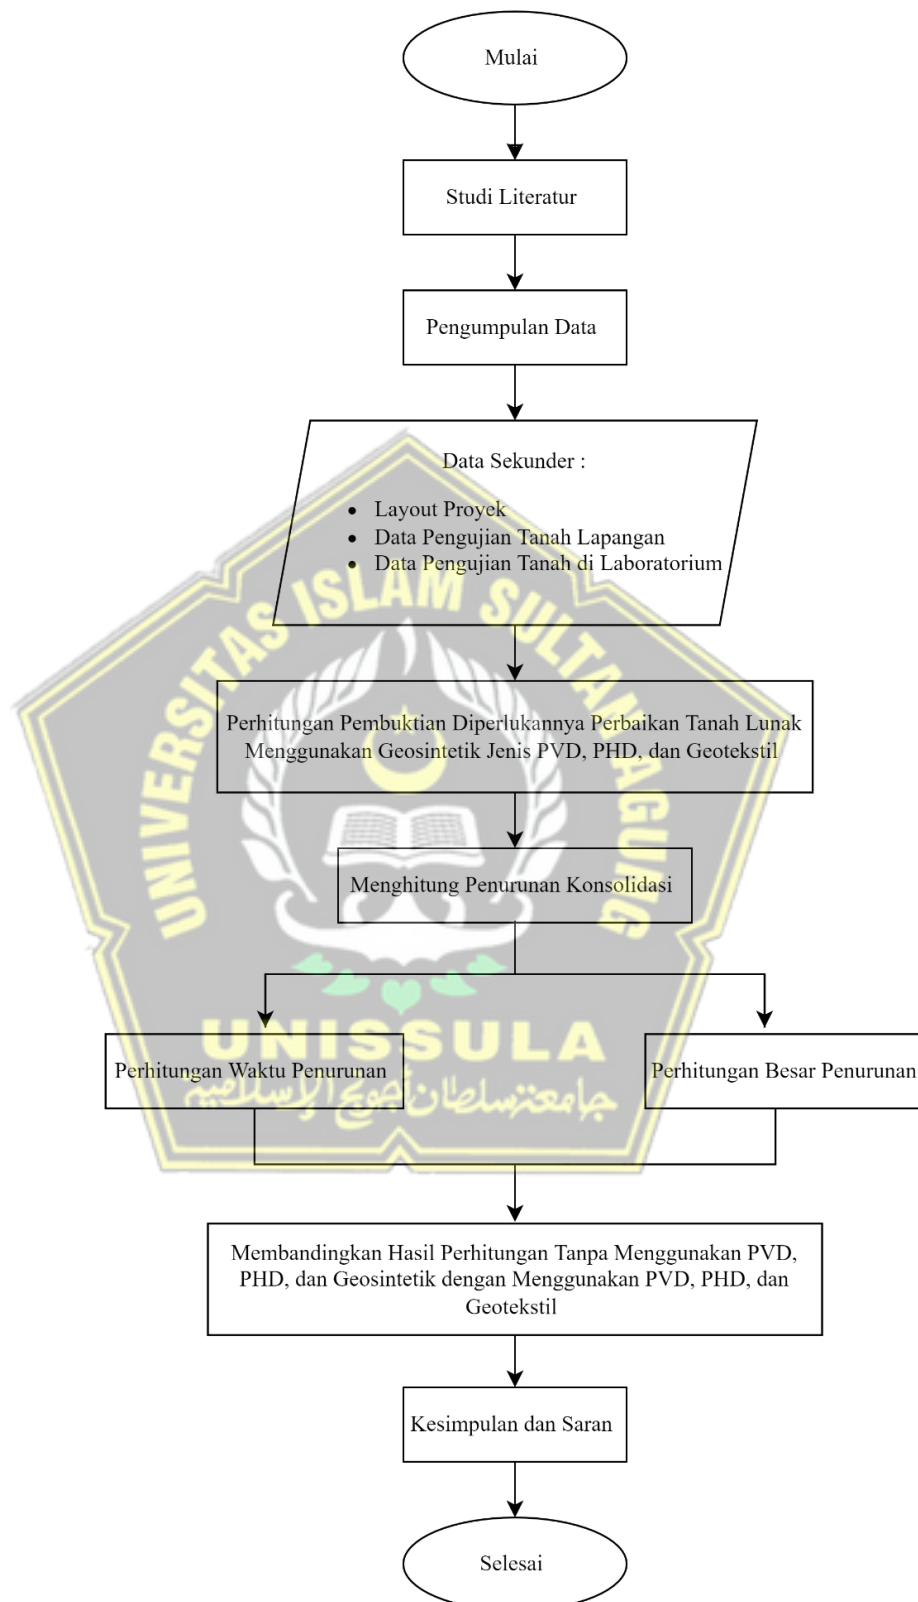 Mulai
Studi Literatur
Pengumpulan Data
Data Sekunder :
• Layout Proyek
• Data Pengujian Tanah Lapangan
• Data Pengujian Tanah di Laboratorium
UNIVERSITAS ISLAM SULTAN AGUNG
Perhitungan Pembuktian Diperlukannya Perbaikan Tanah Lunak
Menggunakan Geosintetik Jenis PVD, PHD, dan Geotekstil
Menghitung Penurunan Konsolidasi
UNISSULA
Perhitungan Waktu Penurunan
Perhitungan Besar Penurunan
جامعتنسلطان أجونج الإسلامية
Membandingkan Hasil Perhitungan Tanpa Menggunakan PVD,
PHD, dan Geosintetik dengan Menggunakan PVD, PHD, dan
Geotekstil
Kesimpulan dan Saran
Selesai